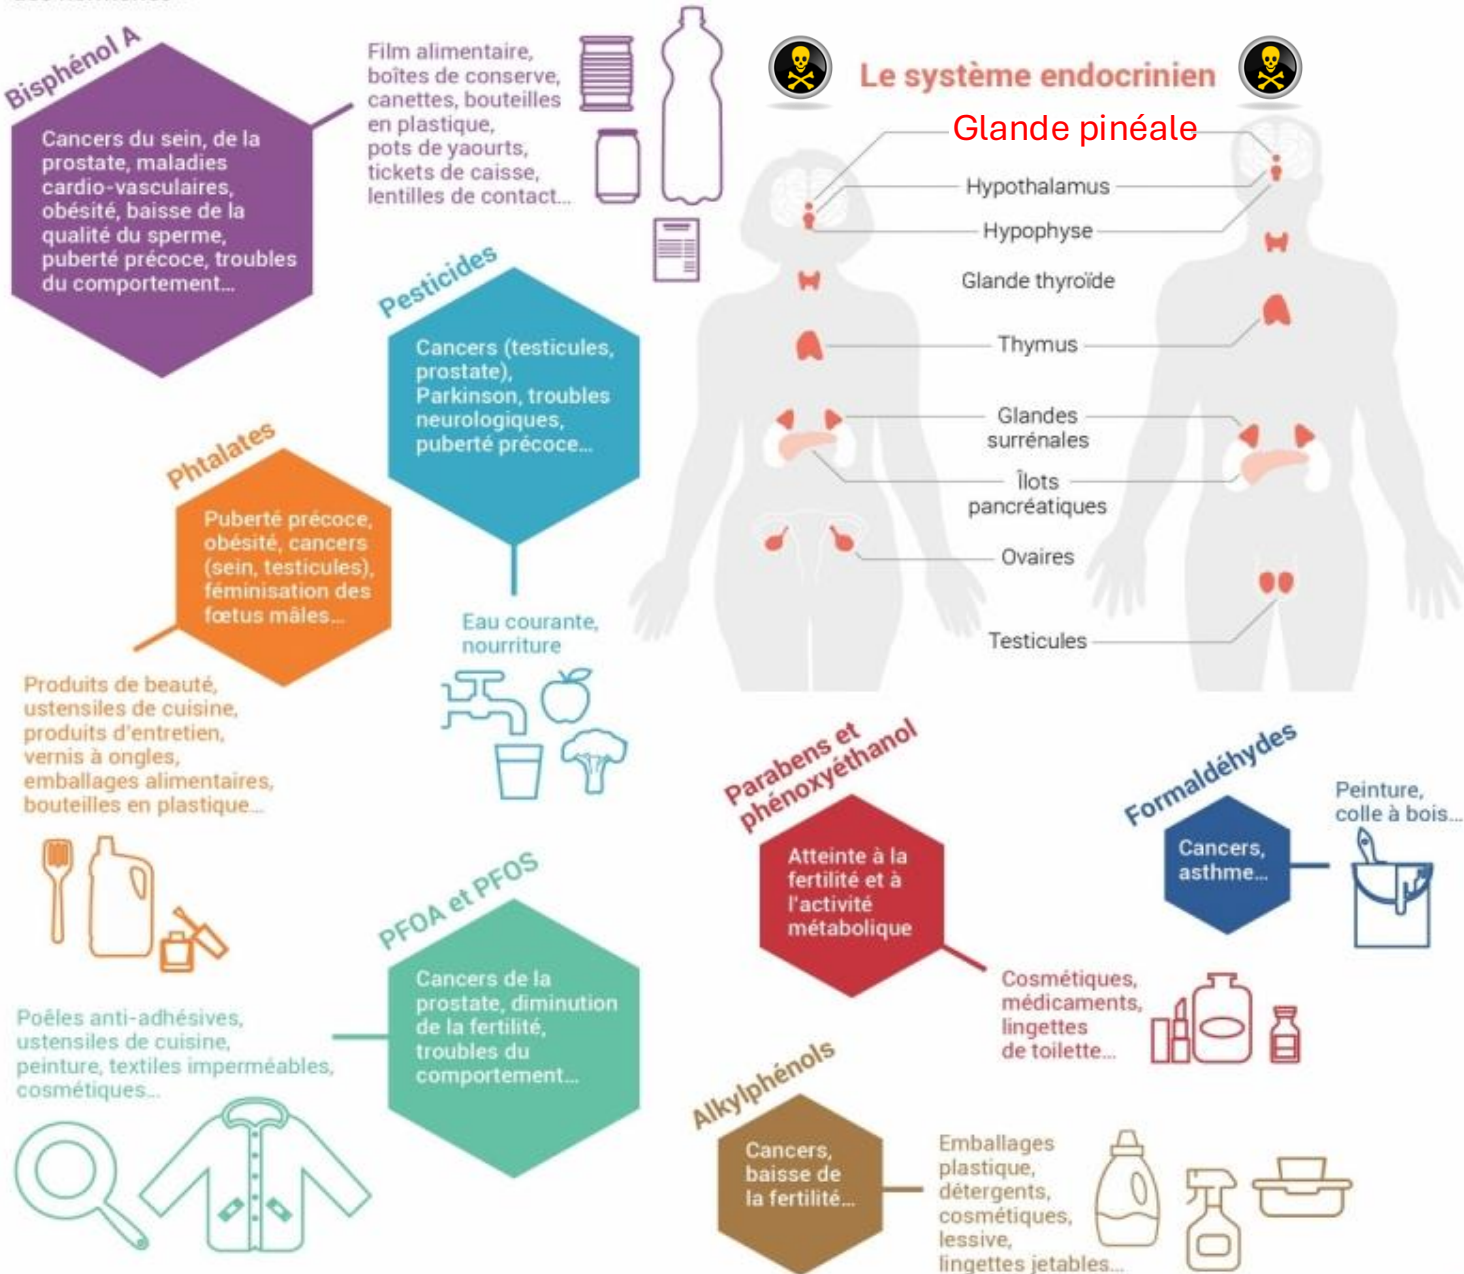 Bisphénol A
Cancers du sein, de la
prostate, maladies
cardio-vasculaires,
obésité, baisse de la
qualité du sperme,
puberté précoce, troubles
du comportement...
Film alimentaire,
boîtes de conserve,
canettes, bouteilles
en plastique,
pots de yaourts,
tickets de caisse,
lentilles de contact...
Le système endocrinien
Glande pinéale
Hypothalamus
Hypophyse
Glande thyroïde
Thymus
Glandes
surrénales
Îlots
pancréatiques
Ovaires
Testicules
Pesticides
Cancers (testicules,
prostate),
Parkinson, troubles
neurologiques,
puberté précoce...
Eau courante,
nourriture
Phtalates
Puberté précoce,
obésité, cancers
(sein, testicules),
féminisation des
fœtus mâles...
Produits de beauté,
ustensiles de cuisine,
produits d'entretien,
vernis à ongles,
emballages alimentaires,
bouteilles en plastique...
PFOA et PFOS
Cancers de la
prostate, diminution
de la fertilité,
troubles du
comportement...
Poêles anti-adhésives,
ustensiles de cuisine,
peinture, textiles imperméables,
cosmétiques...
Parabens et
phénoxyéthanol
Atteinte à la
fertilité et à
l'activité
métabolique
Cosmétiques,
médicaments,
lingettes
de toilette...
Formaldéhydes
Cancers,
asthme...
Peinture,
colle à bois...
Alkylphénols
Cancers,
baisse de
la fertilité...
Emballages
plastique,
détergents,
cosmétiques,
lessive,
lingettes jetables...